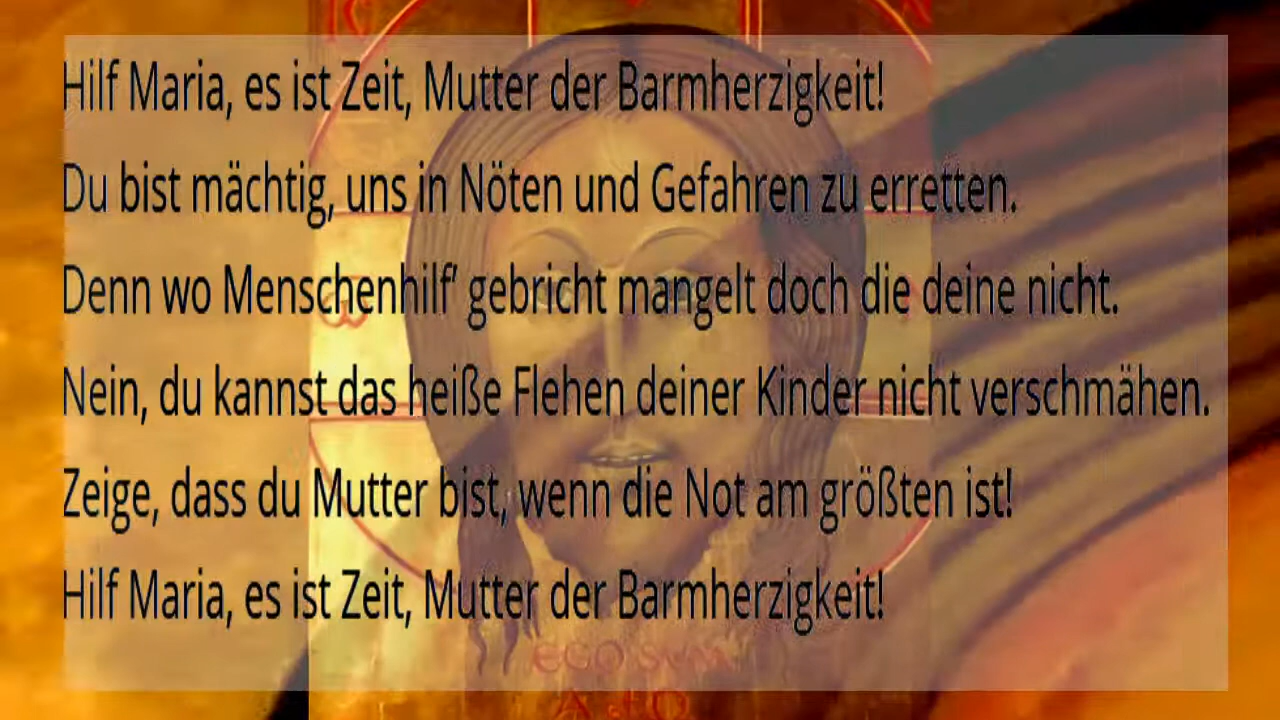 Hilf Maria, es ist Zeit, Mutter der Barmherzigkeit!
Du bist mächtig, uns in Nöten und Gefahren zu erretten.
Denn wo Menschenhilf’ gebricht mangelt doch die deine nicht.
Nein, du kannst das heiße Flehen deiner Kinder nicht verschmähen.
Zeige, dass du Mutter bist, wenn die Not am größten ist!
Hilf Maria, es ist Zeit, Mutter der Barmherzigkeit!
EGO SUM